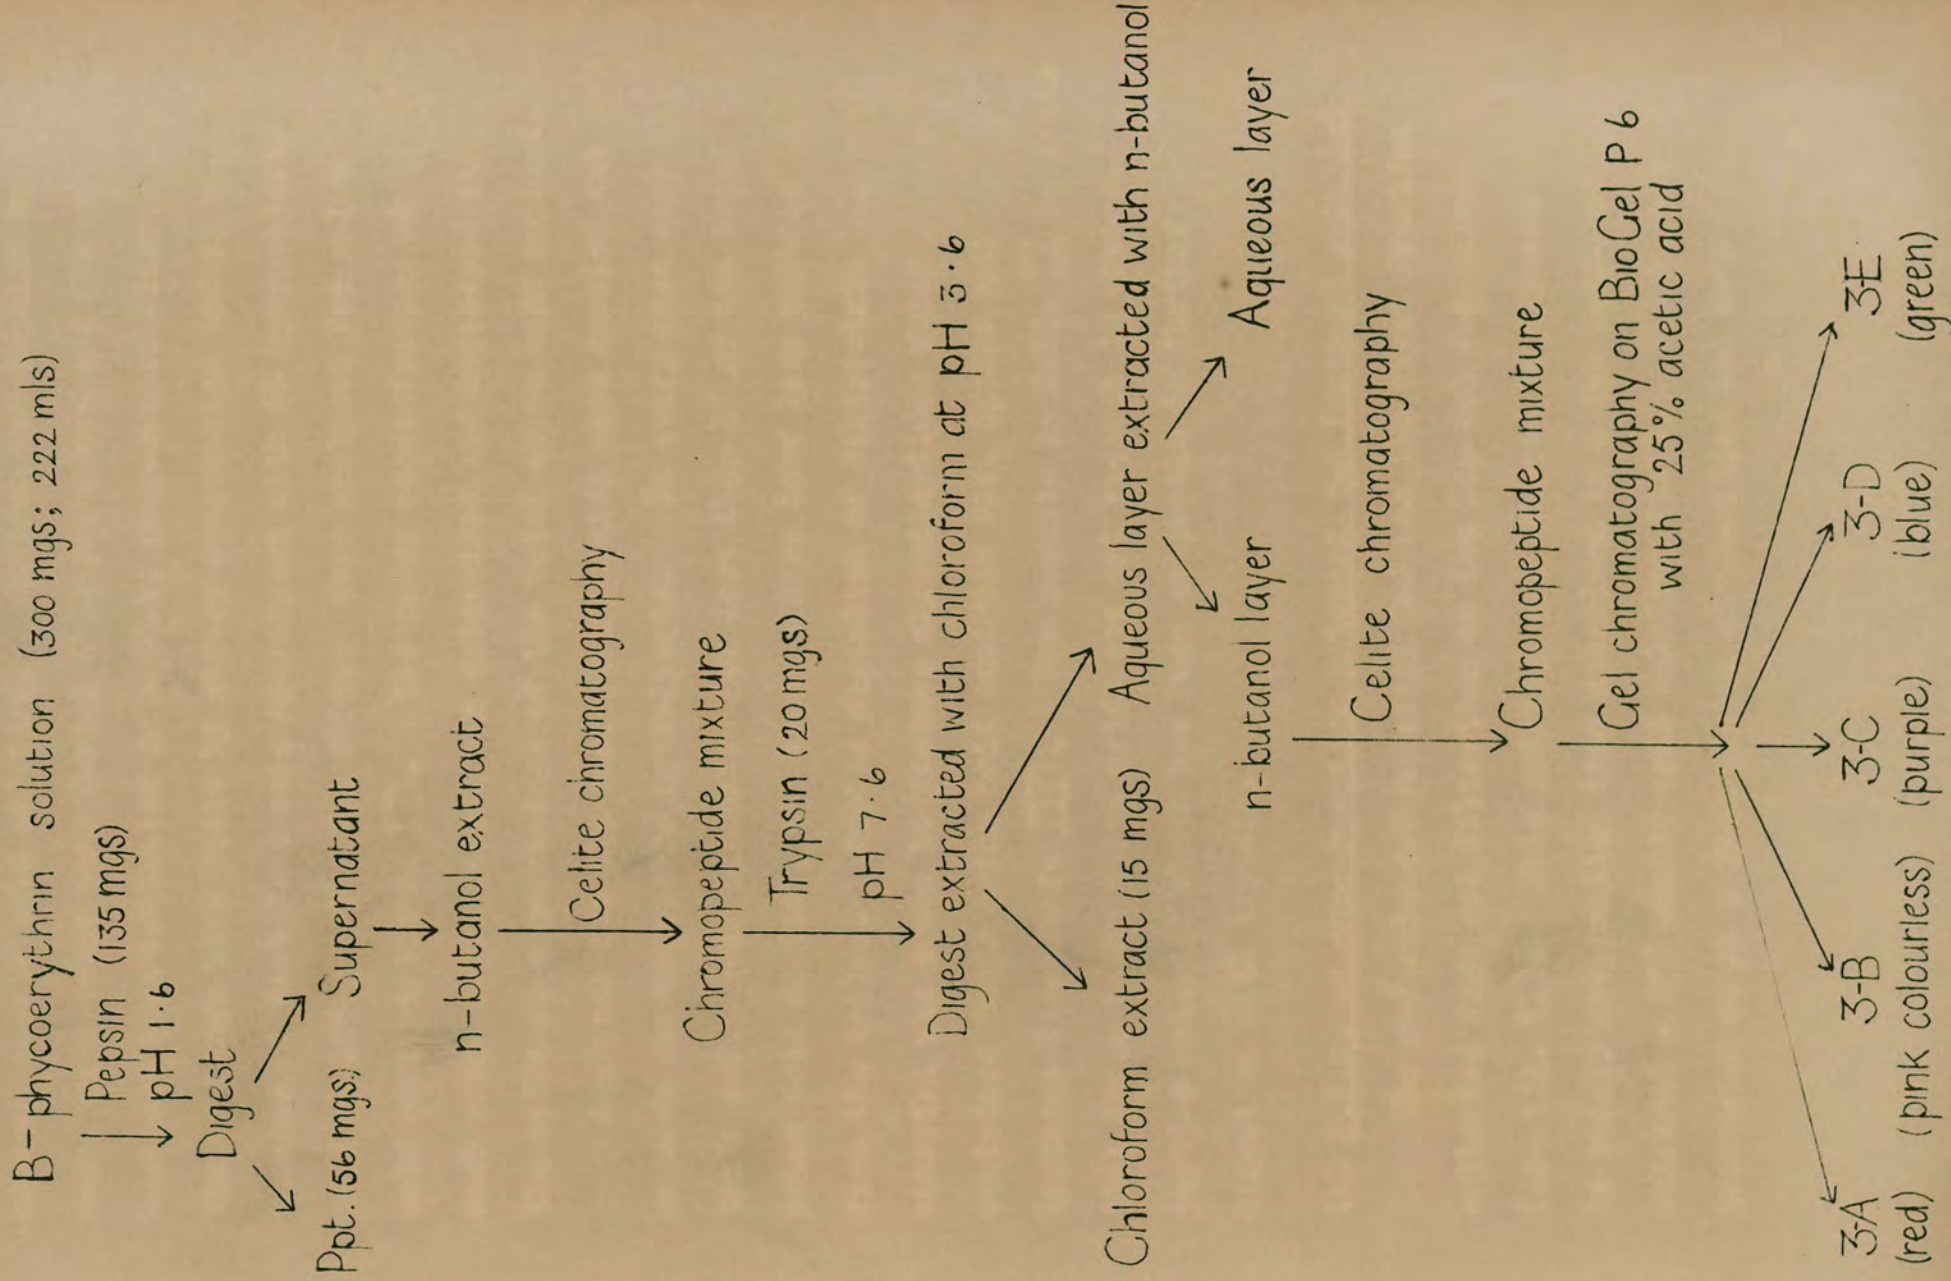 B-phycoerythrin solution (300 mgs; 222 mls)
Pepsin (135 mgs)
pH 1·6
Digest
Ppt. (56 mgs) Supernatant
n-butanol extract
Celite chromatography
Chromopeptide mixture
Trypsin (20 mgs)
pH 7·6
Digest extracted with chloroform at pH 3·6
Chloroform extract (15 mgs) Aqueous layer extracted with n-butanol
n-butanol layer Aqueous layer
Celite chromatography
Chromopeptide mixture
Gel chromatography on BioGel P 6
with 25% acetic acid
3-A 3-B 3-C 3-D 3-E
(red) (pink colourless) (purple) (blue) (green)